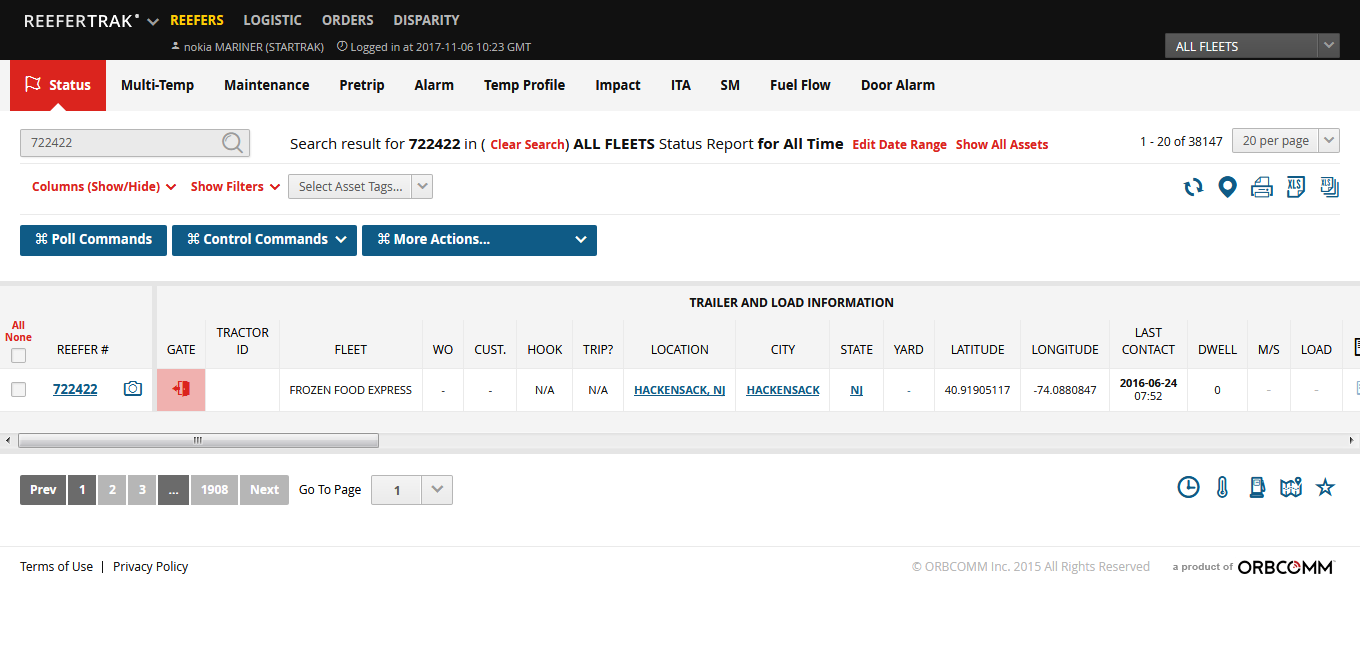 REEFERTRAK REEFERS LOGISTIC ORDERS DISPARITY
nokia MARINER (STARTRAK) Logged in at 2017-11-06 10:23 GMT
ALL FLEETS
Status Multi-Temp Maintenance Pretrip Alarm Temp Profile Impact ITA SM Fuel Flow Door Alarm
722422 Search result for 722422 in ( Clear Search) ALL FLEETS Status Report for All Time Edit Date Range Show All Assets 1 - 20 of 38147 20 per page
Columns (Show/Hide) Show Filters Select Asset Tags... XLS XLS
⌘ Poll Commands ⌘ Control Commands ⌘ More Actions...
TRAILER AND LOAD INFORMATION
All
None
REEFER # GATE TRACTOR ID FLEET WO CUST. HOOK TRIP? LOCATION CITY STATE YARD LATITUDE LONGITUDE LAST CONTACT DWELL M/S LOAD
722422 FROZEN FOOD EXPRESS - - N/A N/A HACKENSACK, NJ HACKENSACK NJ - 40.91905117 -74.0880847 2016-06-24 07:52 0 - -
Prev 1 2 3 ... 1908 Next Go To Page 1
Terms of Use | Privacy Policy © ORBCOMM Inc. 2015 All Rights Reserved a product of ORBCOMM